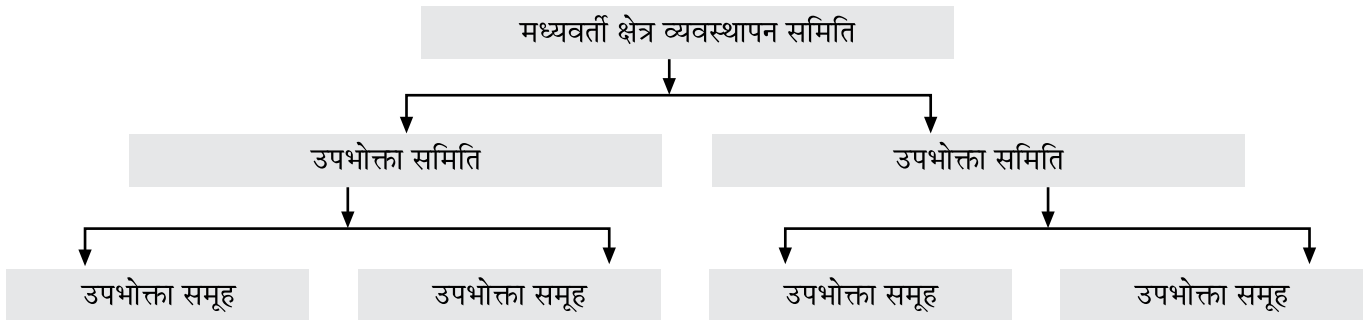 मध्यवर्ती क्षेत्र व्यवस्थापन समिति
उपभोक्ता समिति
उपभोक्ता समिति
उपभोक्ता समूह
उपभोक्ता समूह
उपभोक्ता समूह
उपभोक्ता समूह